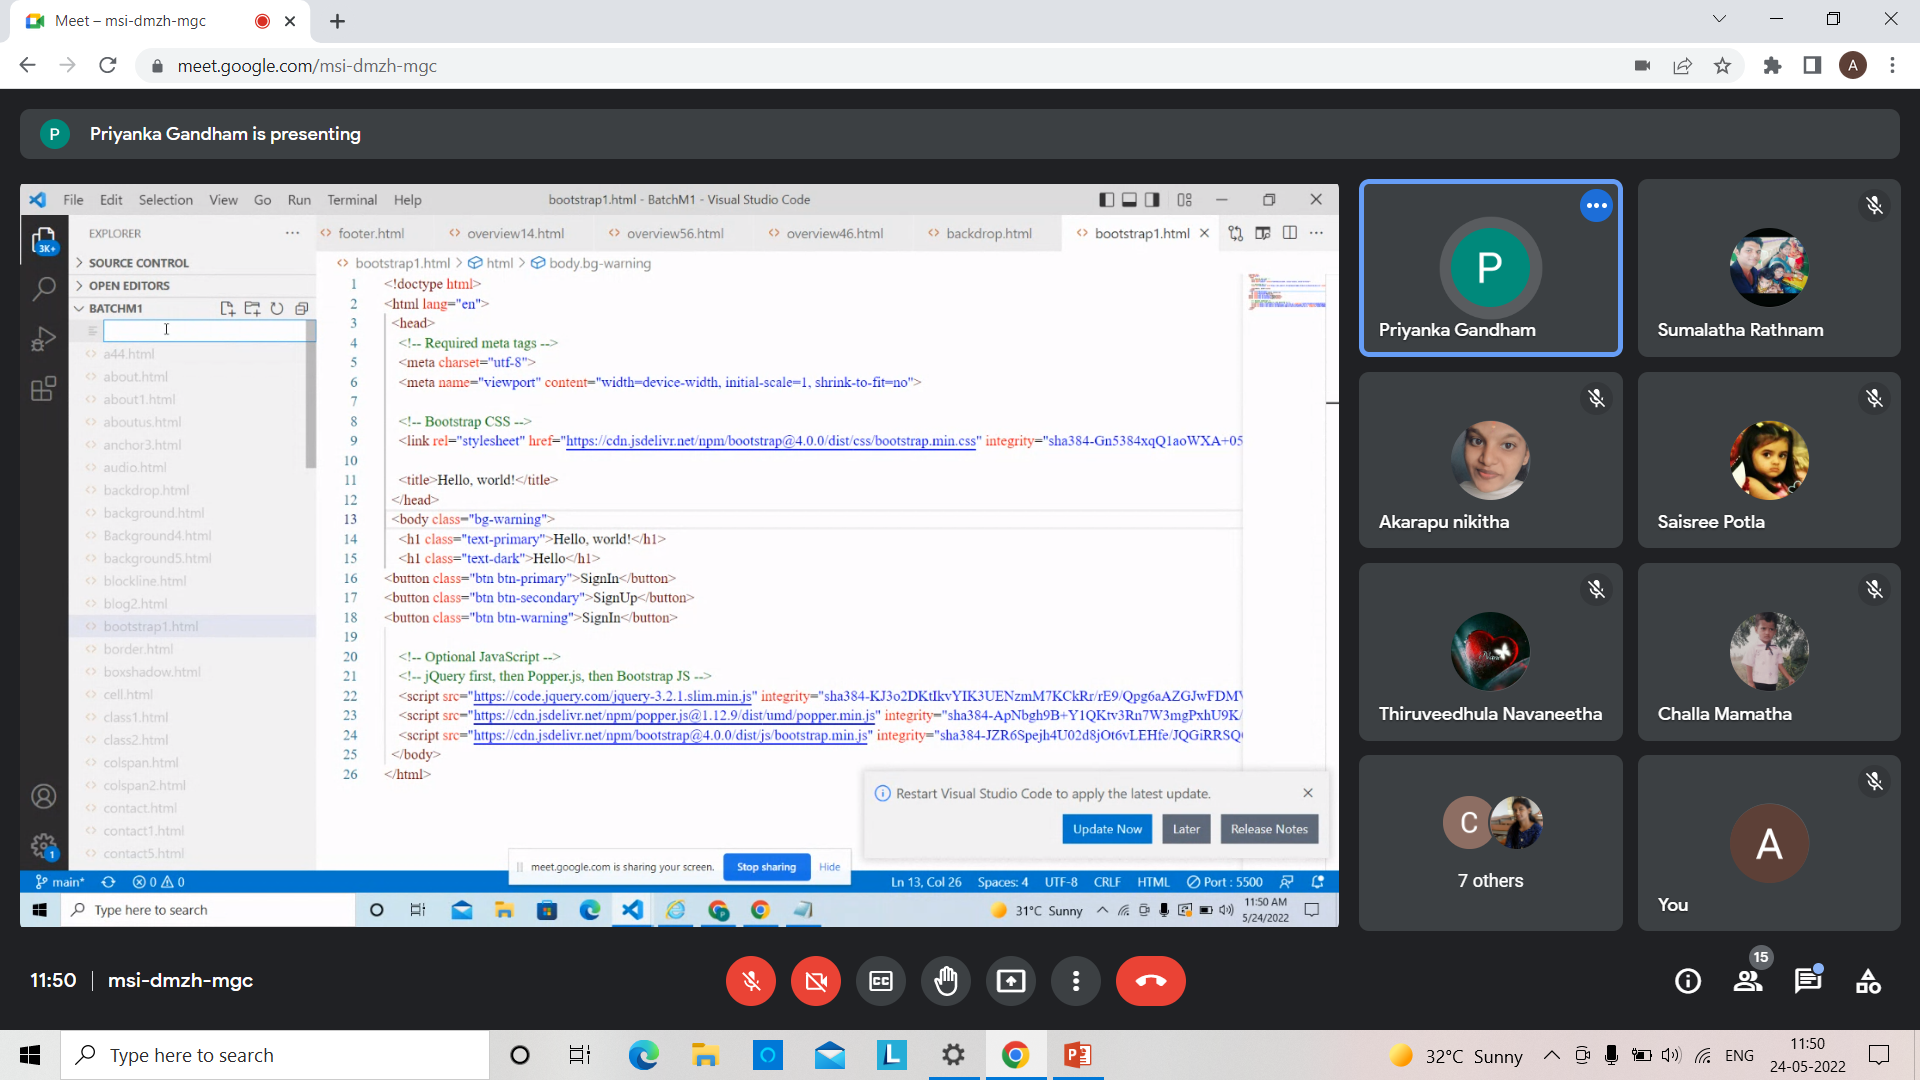 Meet – msi-dmzh-mgc
meet.google.com/msi-dmzh-mgc
A
P Priyanka Gandham is presenting
File Edit Selection View Go Run Terminal Help
bootstrap1.html - BatchM1 - Visual Studio Code
3K+
EXPLORER
footer.html overview14.html overview56.html overview46.html backdrop.html bootstrap1.html
SOURCE CONTROL
OPEN EDITORS
BATCHM1
a44.html
about.html
about1.html
aboutus.html
anchor3.html
audio.html
backdrop.html
background.html
Background4.html
background5.html
blockline.html
blog2.html
bootstrap1.html
border.html
boxshadow.html
cell.html
class1.html
class2.html
colspan.html
colspan2.html
contact.html
contact1.html
contact5.html
1
bootstrap1.html > html > body.bg-warning
1 <!doctype html>
2 <html lang="en">
3 <head>
4 <!-- Required meta tags -->
5 <meta charset="utf-8">
6 <meta name="viewport" content="width=device-width, initial-scale=1, shrink-to-fit=no">
7
8 <!-- Bootstrap CSS -->
9 <link rel="stylesheet" href="https://cdn.jsdelivr.net/npm/bootstrap@4.0.0/dist/css/bootstrap.min.css" integrity="sha384-Gn5384xqQ1aoWXA+05
10
11 <title>Hello, world!</title>
12 </head>
13 <body class="bg-warning">
14 <h1 class="text-primary">Hello, world!</h1>
15 <h1 class="text-dark">Hello</h1>
16 <button class="btn btn-primary">SignIn</button>
17 <button class="btn btn-secondary">SignUp</button>
18 <button class="btn btn-warning">SignIn</button>
19
20 <!-- Optional JavaScript -->
21 <!-- jQuery first, then Popper.js, then Bootstrap JS -->
22 <script src="https://code.jquery.com/jquery-3.2.1.slim.min.js" integrity="sha384-KJ3o2DKtIkvYIK3UENzmM7KCkRr/rE9/Qpg6aAZGJwFDMV
23 <script src="https://cdn.jsdelivr.net/npm/popper.js@1.12.9/dist/umd/popper.min.js" integrity="sha384-ApNbgh9B+Y1QKtv3Rn7W3mgPxhU9K/
24 <script src="https://cdn.jsdelivr.net/npm/bootstrap@4.0.0/dist/js/bootstrap.min.js" integrity="sha384-JZR6Spejh4U02d8jOt6vLEHfe/JQGiRRSQ
25 </body>
26 </html>
Restart Visual Studio Code to apply the latest update.
Update Now Later Release Notes
meet.google.com is sharing your screen. Stop sharing Hide
main* 0 0
Ln 13, Col 26 Spaces: 4 UTF-8 CRLF HTML Port : 5500
Type here to search
31°C Sunny
11:50 AM
5/24/2022
P
Priyanka Gandham
Sumalatha Rathnam
Akarapu nikitha
Saisree Potla
Thiruveedhula Navaneetha
Challa Mamatha
C
7 others
A
You
11:50 | msi-dmzh-mgc
CC
15
Type here to search
L
32°C Sunny
ENG
11:50
24-05-2022